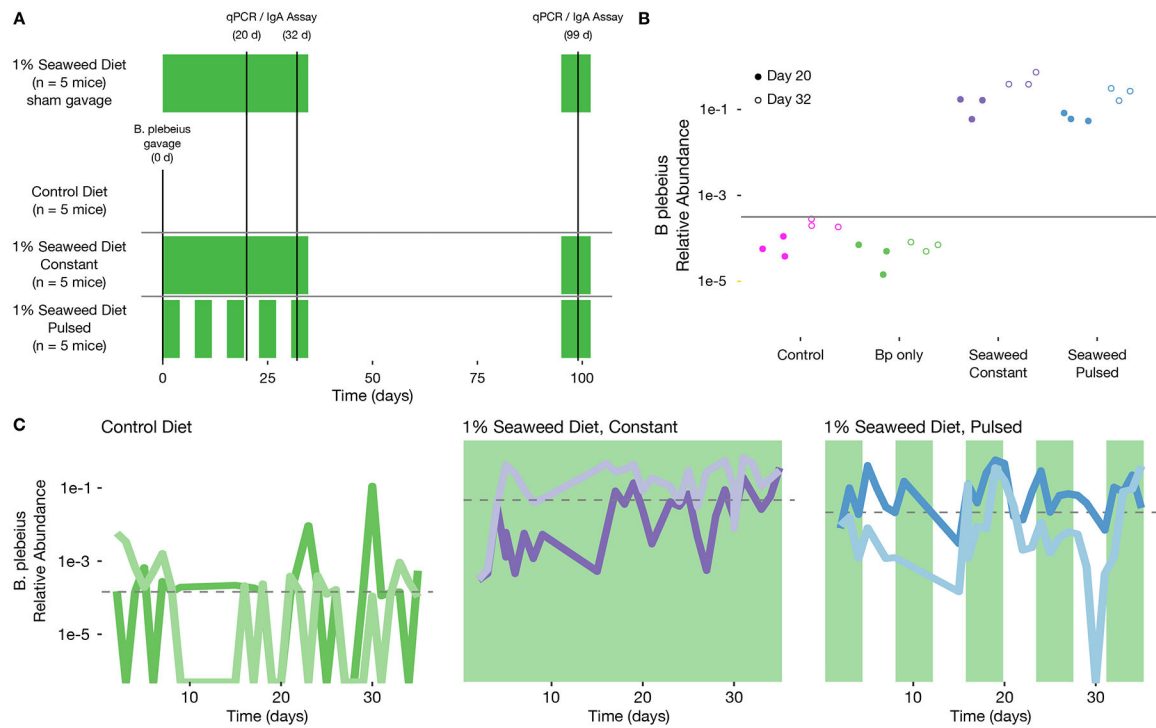 A
qPCR / IgA Assay
(20 d) (32 d)
qPCR / IgA Assay
(99 d)
1% Seaweed Diet
(n = 5 mice)
sham gavage
B. plebeius
gavage
(0 d)
Control Diet
(n = 5 mice)
1% Seaweed Diet
Constant
(n = 5 mice)
1% Seaweed Diet
Pulsed
(n = 5 mice)
0 25 50 75 100
Time (days)
B
Day 20
Day 32
B plebeius
Relative Abundance
1e-1
1e-3
1e-5
Control
Bp only
Seaweed
Constant
Seaweed
Pulsed
C
Control Diet
B. plebeius
Relative Abundance
1e-1
1e-3
1e-5
10 20 30
Time (days)
1% Seaweed Diet, Constant
10 20 30
Time (days)
1% Seaweed Diet, Pulsed
10 20 30
Time (days)